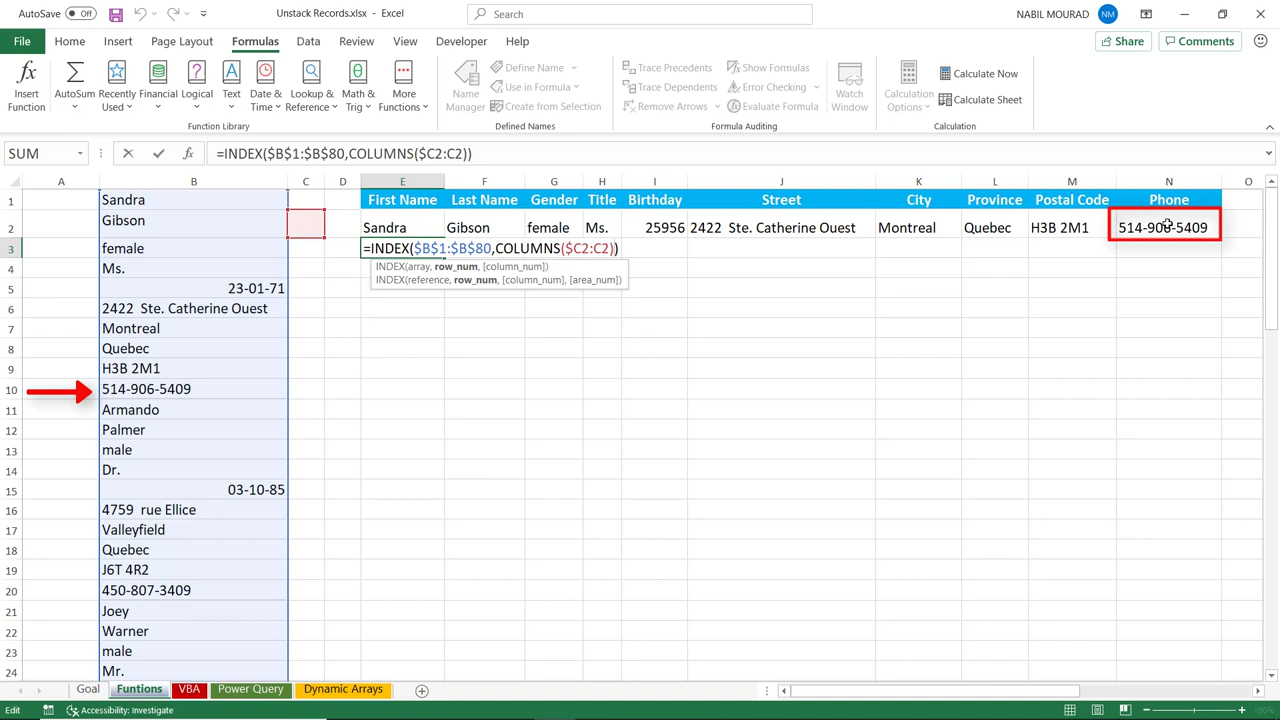 AutoSave Off Unstack Records.xlsx - Excel Search NABIL MOURAD NM
File Home Insert Page Layout Formulas Data Review View Developer Help Share Comments
Insert Function
AutoSum
Recently Used
Financial
Logical
Text
Date & Time
Lookup & Reference
Math & Trig
More Functions
Function Library
Name Manager
Define Name
Use in Formula
Create from Selection
Defined Names
Trace Precedents
Trace Dependents
Remove Arrows
Show Formulas
Error Checking
Evaluate Formula
Formula Auditing
Watch Window
Calculation Options
Calculate Now
Calculate Sheet
Calculation
SUM fx =INDEX($B$1:$B$80,COLUMNS($C2:C2))
A B C D E F G H I J K L M N O
1 Sandra First Name Last Name Gender Title Birthday Street City Province Postal Code Phone
2 Gibson Sandra Gibson female Ms. 25956 2422 Ste. Catherine Ouest Montreal Quebec H3B 2M1 514-906-5409
3 female =INDEX($B$1:$B$80,COLUMNS($C2:C2))
INDEX(array, row_num, [column_num])
INDEX(reference, row_num, [column_num], [area_num])
4 Ms.
5 23-01-71
6 2422 Ste. Catherine Ouest
7 Montreal
8 Quebec
9 H3B 2M1
10 514-906-5409
11 Armando
12 Palmer
13 male
14 Dr.
15 03-10-85
16 4759 rue Ellice
17 Valleyfield
18 Quebec
19 J6T 4R2
20 450-807-3409
21 Joey
22 Warner
23 male
24 Mr.
Goal Funtions VBA Power Query Dynamic Arrays
Edit Accessibility: Investigate